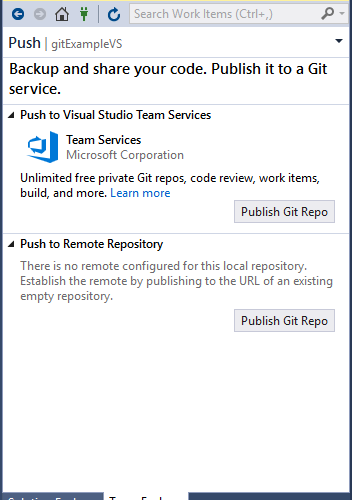 Search Work Items (Ctrl+,)
Push | gitExampleVS
Backup and share your code. Publish it to a Git
service.
Push to Visual Studio Team Services
Team Services
Microsoft Corporation
Unlimited free private Git repos, code review, work items,
build, and more. Learn more
Publish Git Repo
Push to Remote Repository
There is no remote configured for this local repository.
Establish the remote by publishing to the URL of an existing
empty repository.
Publish Git Repo